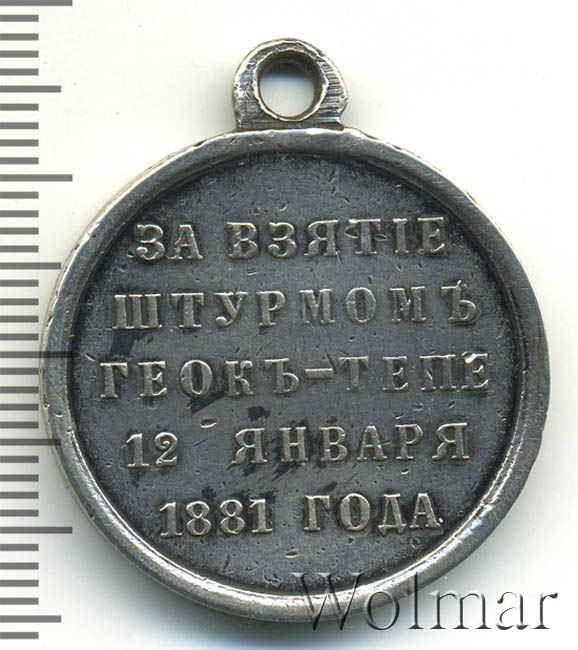 ЗА ВЗЯТІЕ
ШТУРМОМЪ
ГЕОКЪ-ТЕПЕ
12 ЯНВАРЯ
1881 ГОДА
Wolmar